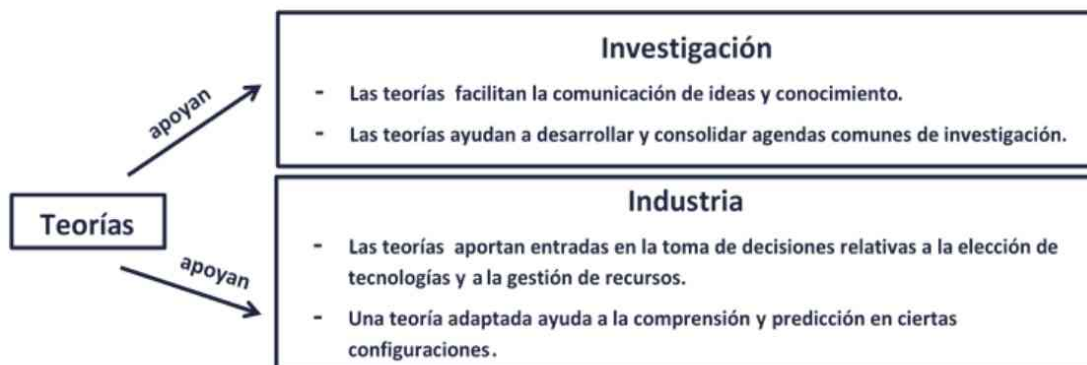 Investigación
- Las teorías facilitan la comunicación de ideas y conocimiento.
- Las teorías ayudan a desarrollar y consolidar agendas comunes de investigación.
apoyan
Teorías
apoyan
Industria
- Las teorías aportan entradas en la toma de decisiones relativas a la elección de
tecnologías y a la gestión de recursos.
- Una teoría adaptada ayuda a la comprensión y predicción en ciertas
configuraciones.